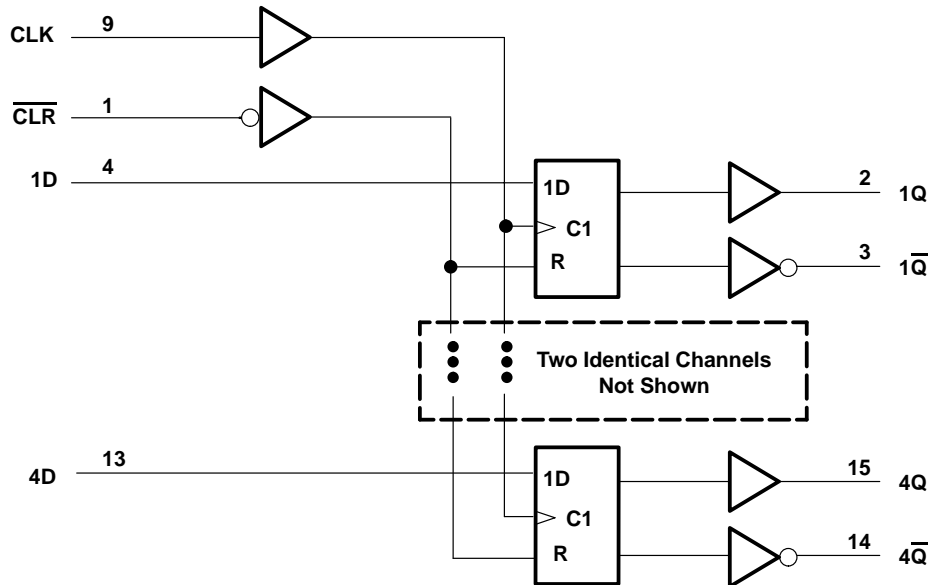 CLK 9
C̅L̅R̅ 1
1D 4
1D
C1
R
2 1Q
3 1Q̅
Two Identical Channels
Not Shown
4D 13
1D
C1
R
15 4Q
14 4Q̅